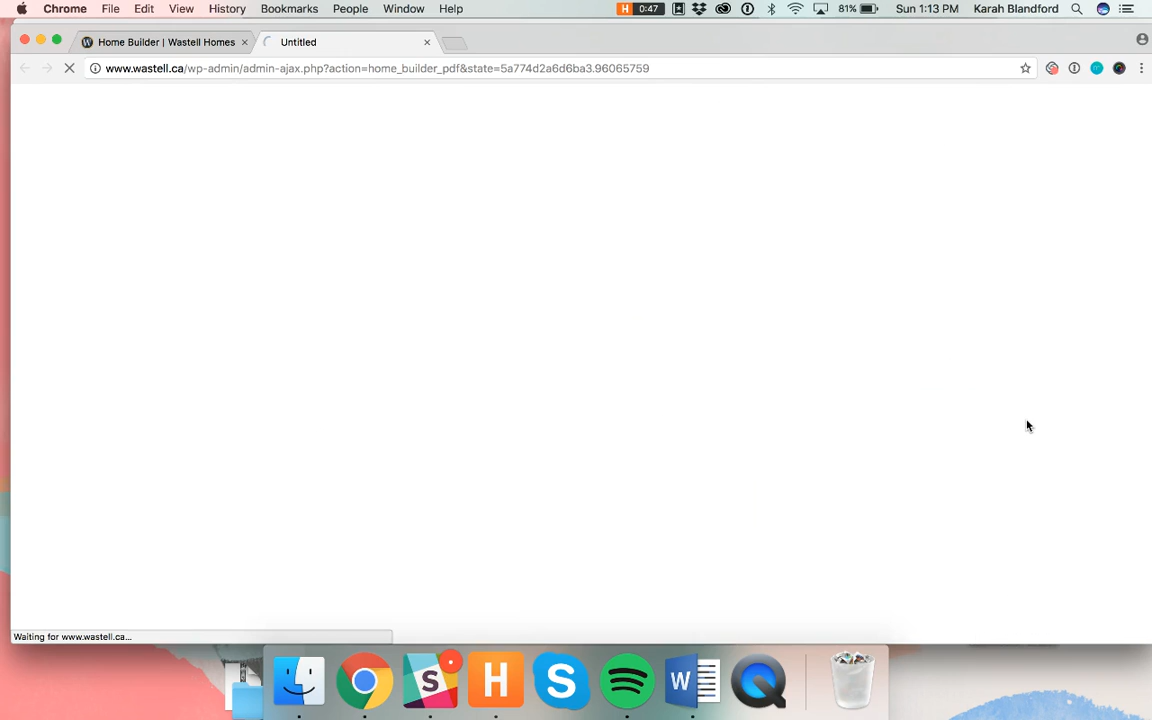 Chrome File Edit View History Bookmarks People Window Help H 0:47 81% Sun 1:13 PM Karah Blandford
Home Builder | Wastell Homes × Untitled ×
www.wastell.ca/wp-admin/admin-ajax.php?action=home_builder_pdf&state=5a774d2a6d6ba3.96065759
Waiting for www.wastell.ca...
S H S W Q